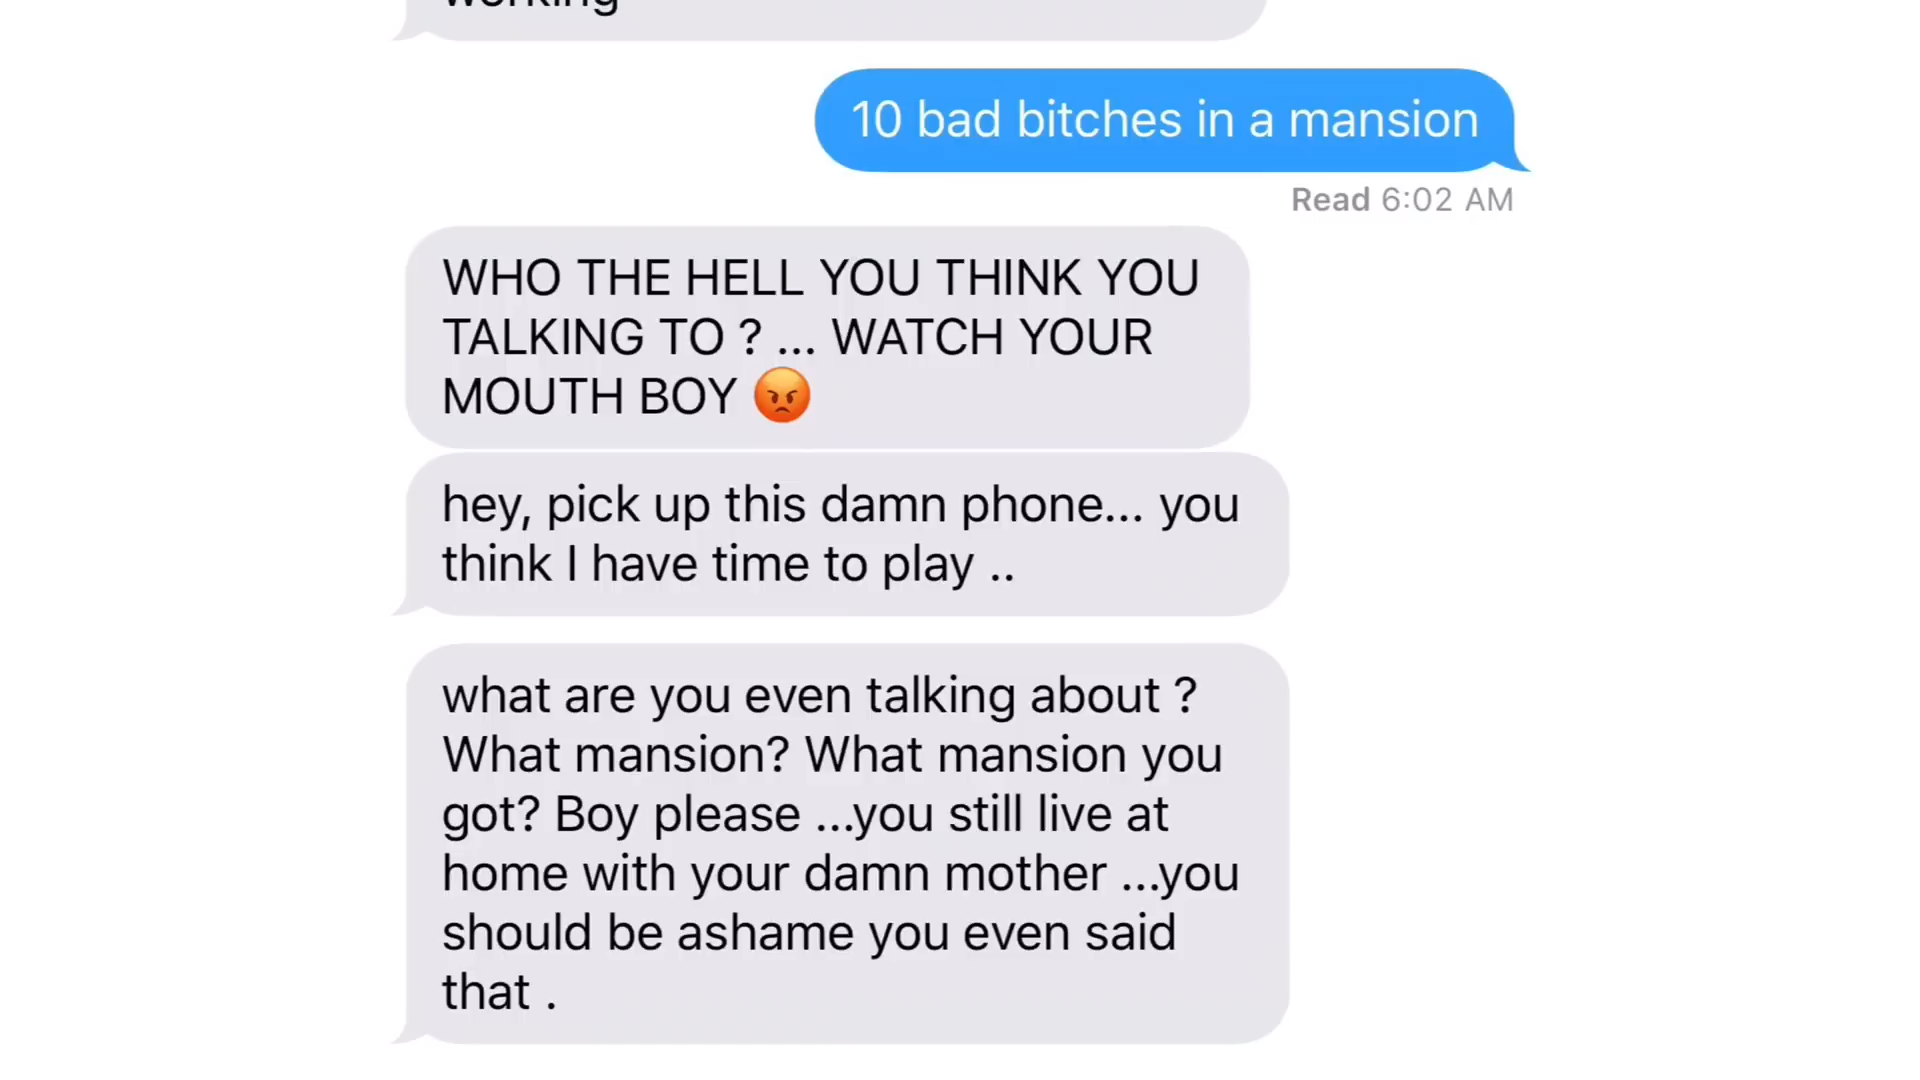 working
10 bad bitches in a mansion
Read 6:02 AM
WHO THE HELL YOU THINK YOU
TALKING TO ? ... WATCH YOUR
MOUTH BOY 😡
hey, pick up this damn phone... you
think I have time to play ..
what are you even talking about ?
What mansion? What mansion you
got? Boy please ...you still live at
home with your damn mother ...you
should be ashame you even said
that .